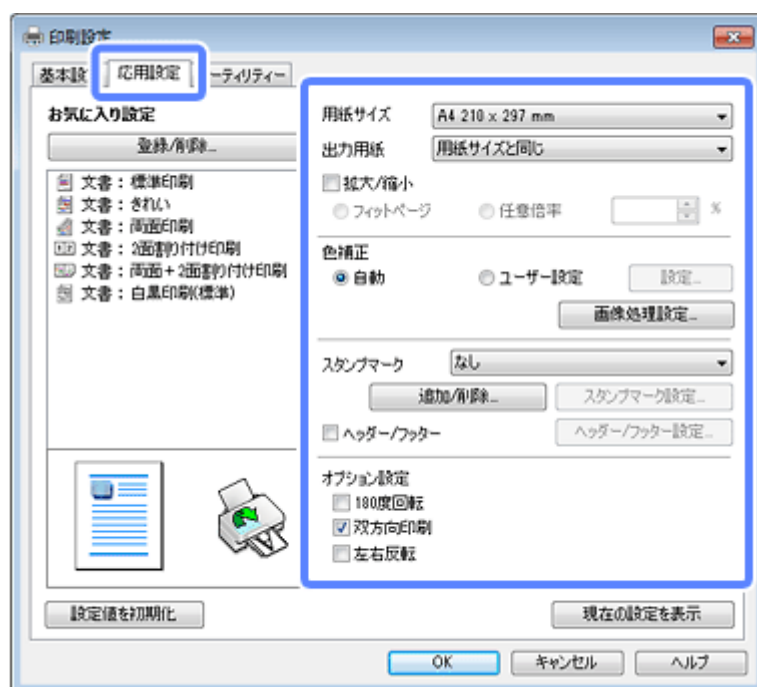 印刷設定
基本設
応用設定
ーティリティー
お気に入り設定
登録/削除...
文書：標準印刷
文書：きれい
文書：両面印刷
文書：2面割り付け印刷
文書：両面+2面割り付け印刷
文書：白黒印刷(標準)
設定値を初期化
用紙サイズ A4 210 x 297 mm
出力用紙 用紙サイズと同じ
拡大/縮小
フィットページ 任意倍率 %
色補正
自動 ユーザー設定 設定...
画像処理設定...
スタンプマーク なし
追加/削除... スタンプマーク設定...
ヘッダー/フッター ヘッダー/フッター設定...
オプション設定
180度回転
双方向印刷
左右反転
現在の設定を表示
OK キャンセル ヘルプ